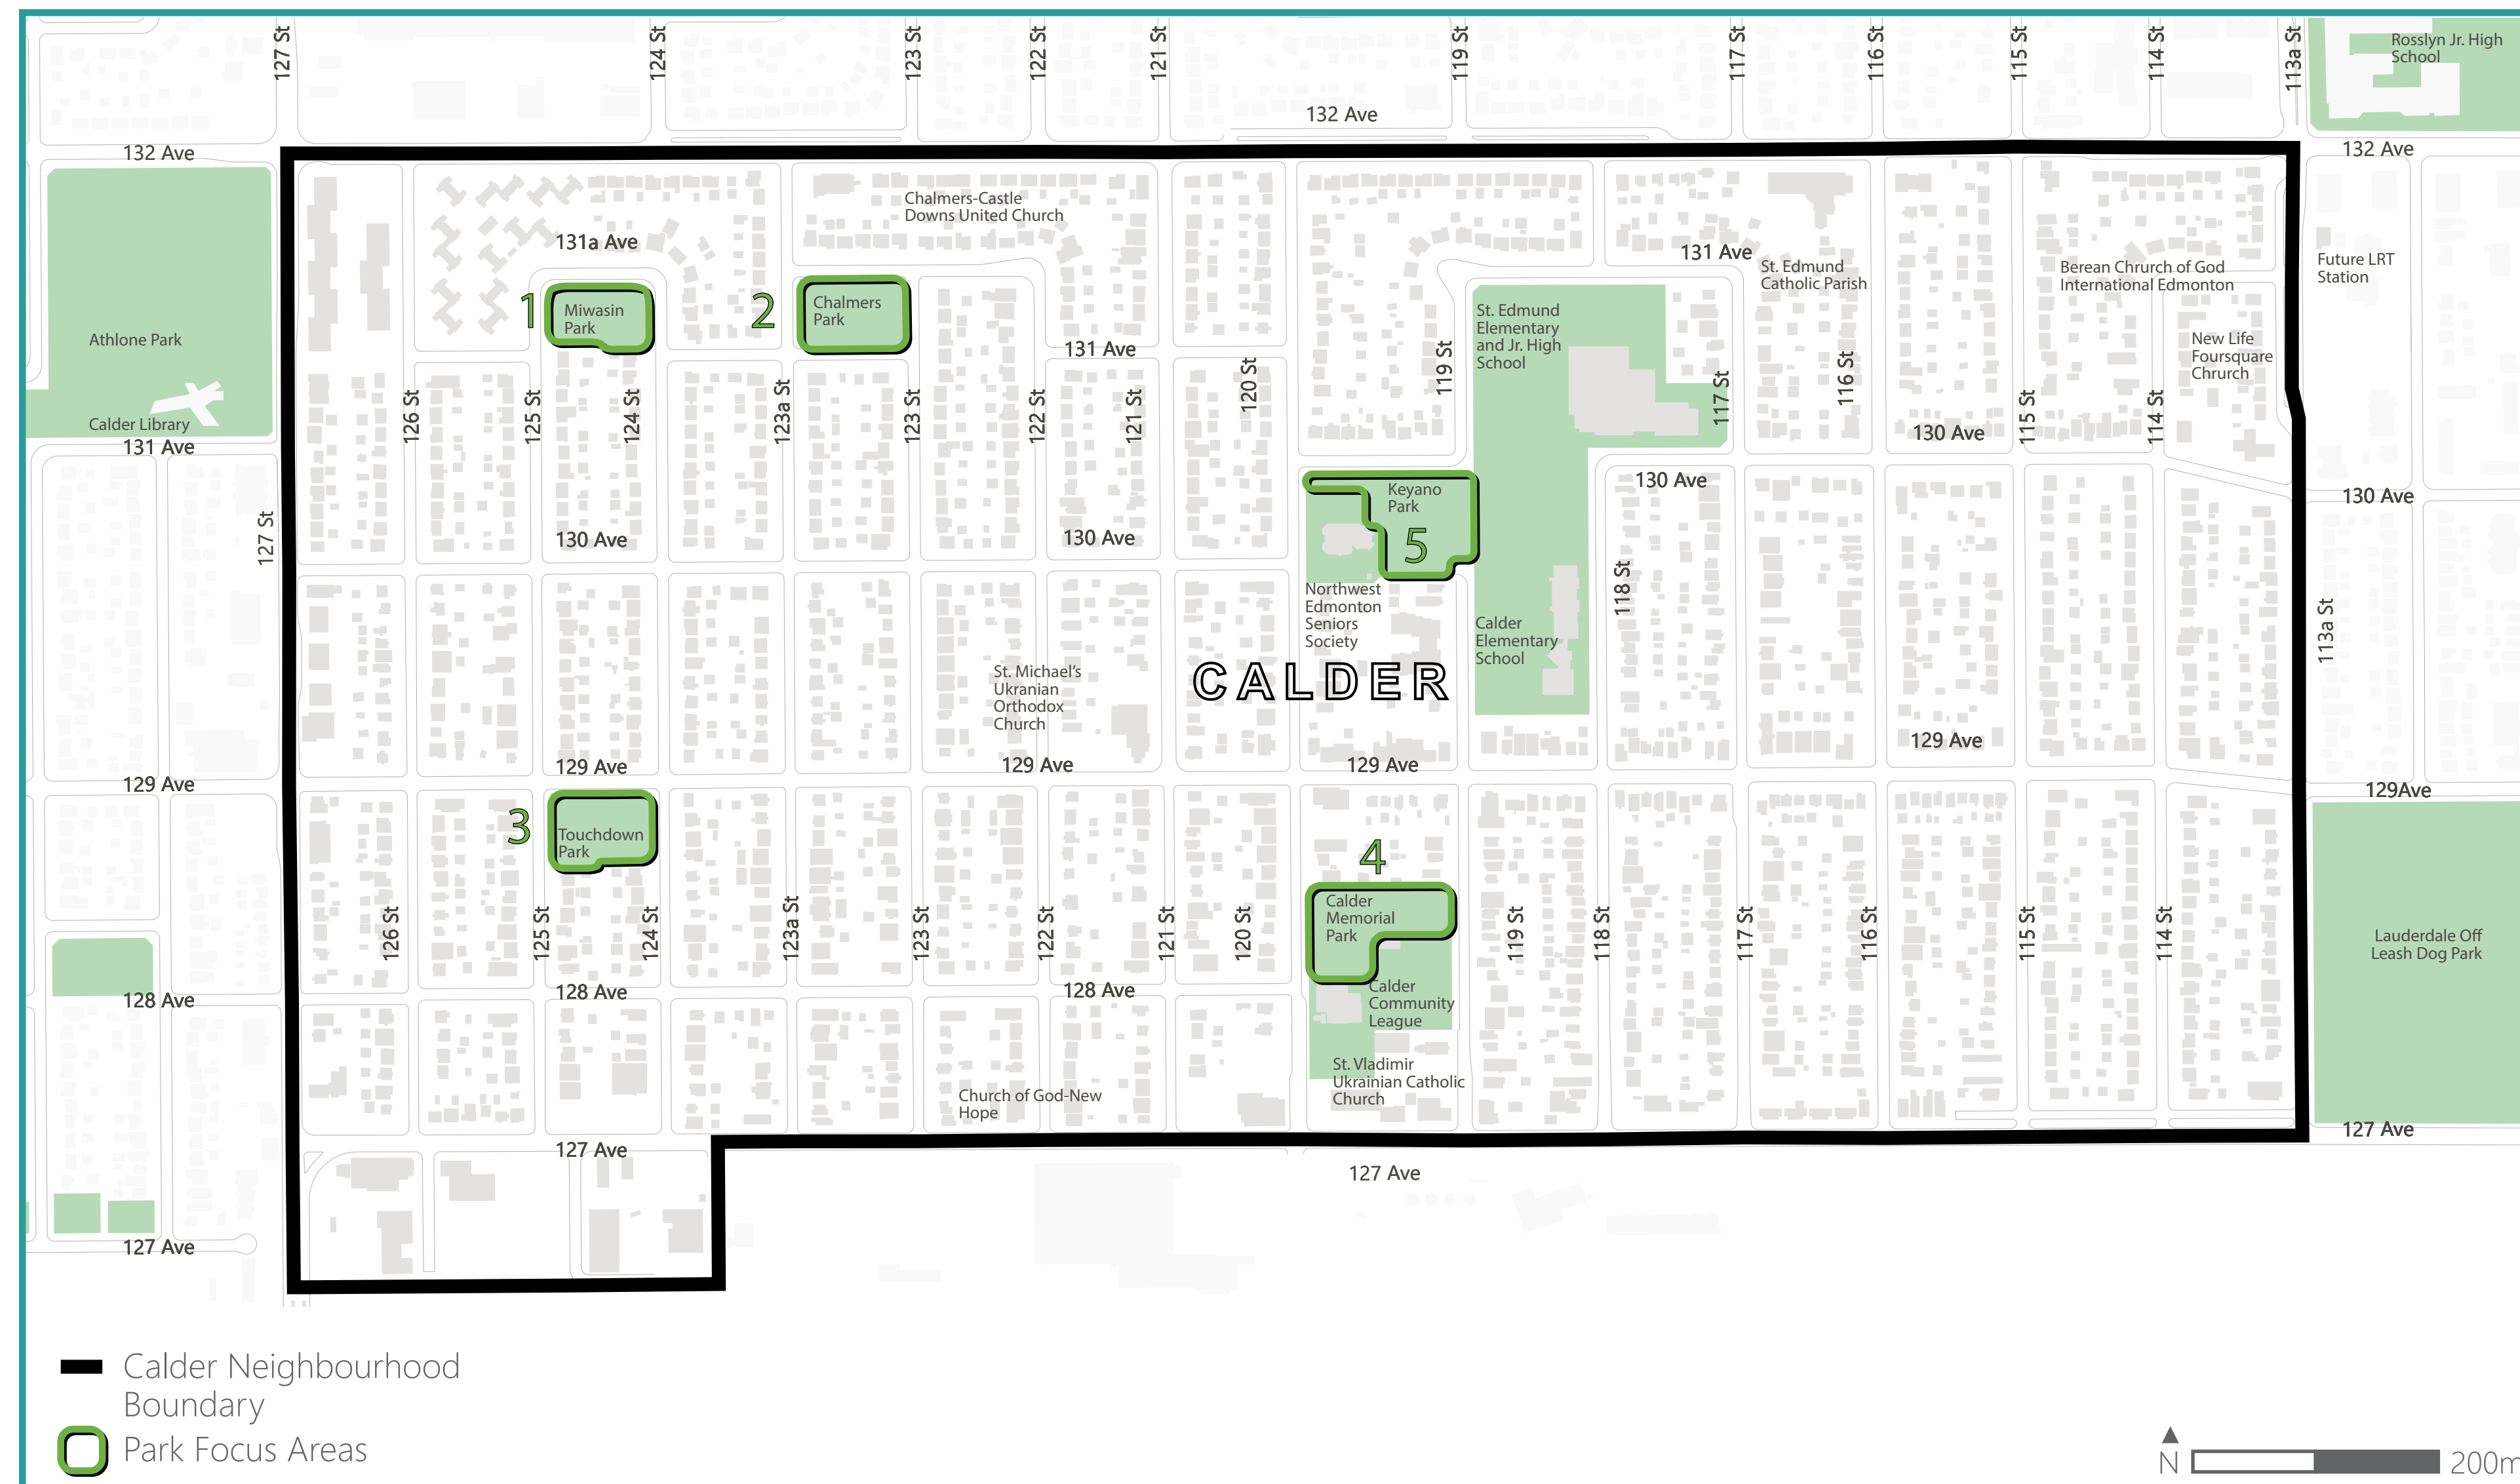 127 St
124 St
123 St
122 St
121 St
119 St
117 St
116 St
115 St
114 St
113a St
Rosslyn Jr. High
School
132 Ave
132 Ave
132 Ave
Chalmers-Castle
Downs United Church
131a Ave
131 Ave
St. Edmund
Catholic Parish
Berean Chrurch of God
International Edmonton
Future LRT
Station
1
Miwasin
Park
2
Chalmers
Park
St. Edmund
Elementary
and Jr. High
School
Athlone Park
131 Ave
New Life
Foursquare
Chrurch
Calder Library
131 Ave
126 St
125 St
124 St
123a St
123 St
122 St
121 St
120 St
119 St
117 St
116 St
115 St
114 St
130 Ave
127 St
130 Ave
130 Ave
130 Ave
130 Ave
Keyano
Park
5
Northwest
Edmonton
Seniors
Society
118 St
113a St
Calder
Elementary
School
St. Michael's
Ukranian
Orthodox
Church
CALDER
129 Ave
129 Ave
129 Ave
129 Ave
129 Ave
129Ave
3
Touchdown
Park
4
Calder
Memorial
Park
126 St
125 St
124 St
123a St
123 St
122 St
121 St
120 St
119 St
118 St
117 St
116 St
115 St
114 St
Lauderdale Off
Leash Dog Park
128 Ave
128 Ave
128 Ave
Calder
Community
League
St. Vladimir
Ukrainian Catholic
Church
Church of God-New
Hope
127 Ave
127 Ave
127 Ave
127 Ave
Calder Neighbourhood
Boundary
Park Focus Areas
N
200m